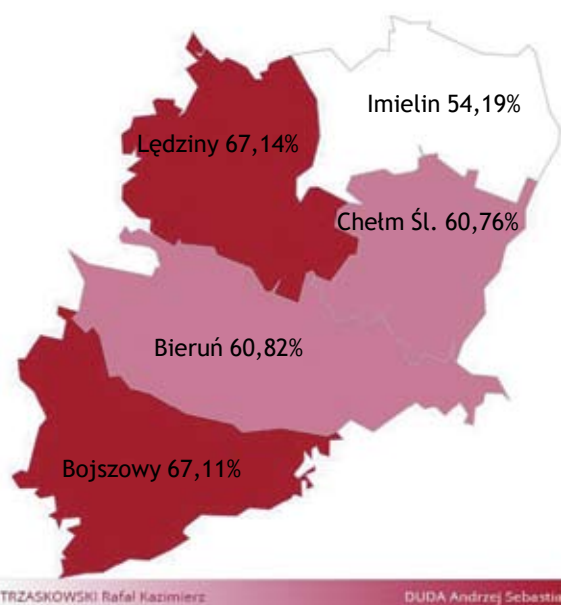 Imielin 54,19%
Lędziny 67,14%
Chełm Śl. 60,76%
Bieruń 60,82%
Bojszowy 67,11%
TRZASKOWSKI Rafał Kazimierz
DUDA Andrzej Sebastia